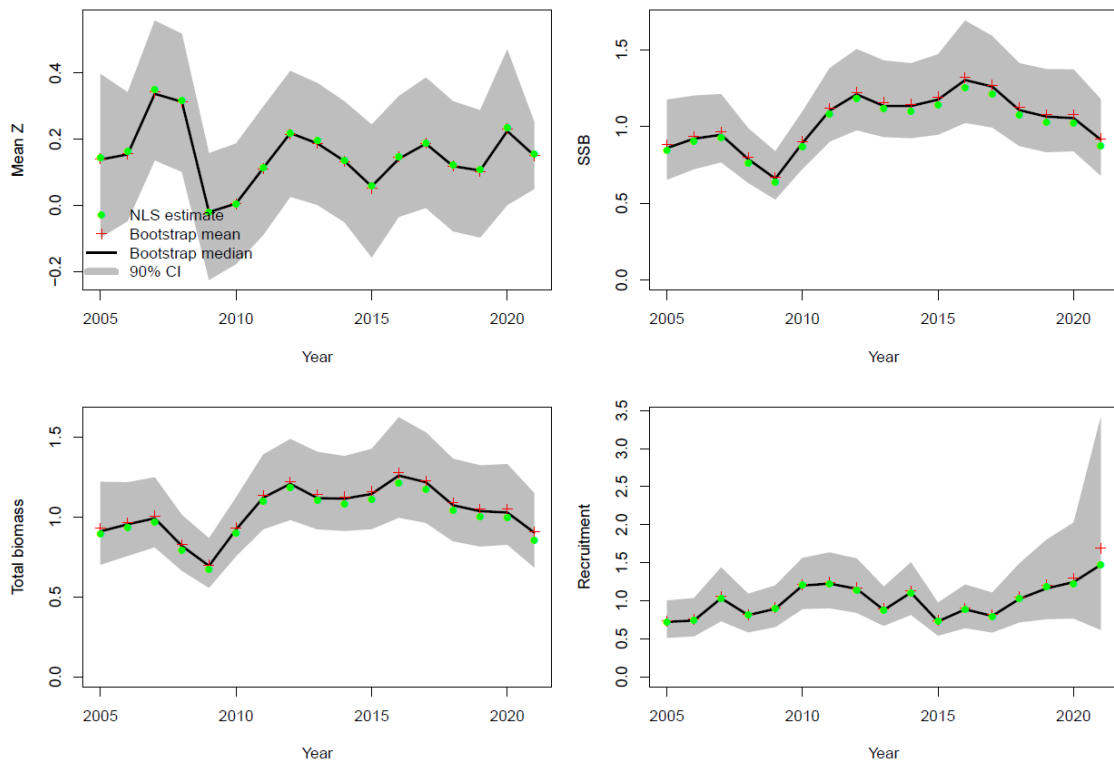 Mean Z
0.4
0.2
0.0
−0.2
NLS estimate
Bootstrap mean
Bootstrap median
90% CI
2005 2010 2015 2020
Year
SSB
1.5
1.0
0.5
0.0
2005 2010 2015 2020
Year
Total biomass
1.5
1.0
0.5
0.0
2005 2010 2015 2020
Year
Recruitment
3.5
3.0
2.5
2.0
1.5
1.0
0.5
0.0
2005 2010 2015 2020
Year